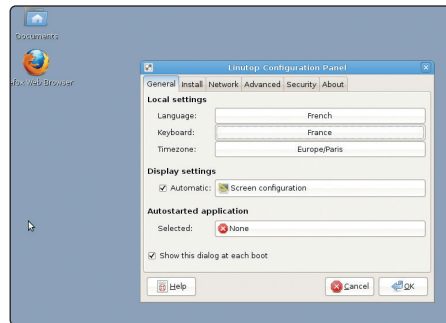 Documents
efox Web Browser
Linutop Configuration Panel
General Install Network Advanced Security About
Local settings
Language: French
Keyboard: France
Timezone: Europe/Paris
Display settings
Automatic: Screen configuration
Autostarted application
Selected: None
Show this dialog at each boot
Help Cancel OK